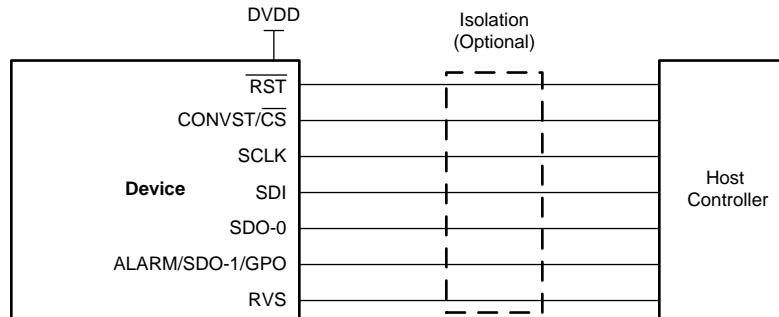 DVDD
Isolation
(Optional)
RST
CONVST/CS
SCLK
Device
SDI
SDO-0
ALARM/SDO-1/GPO
RVS
Host
Controller